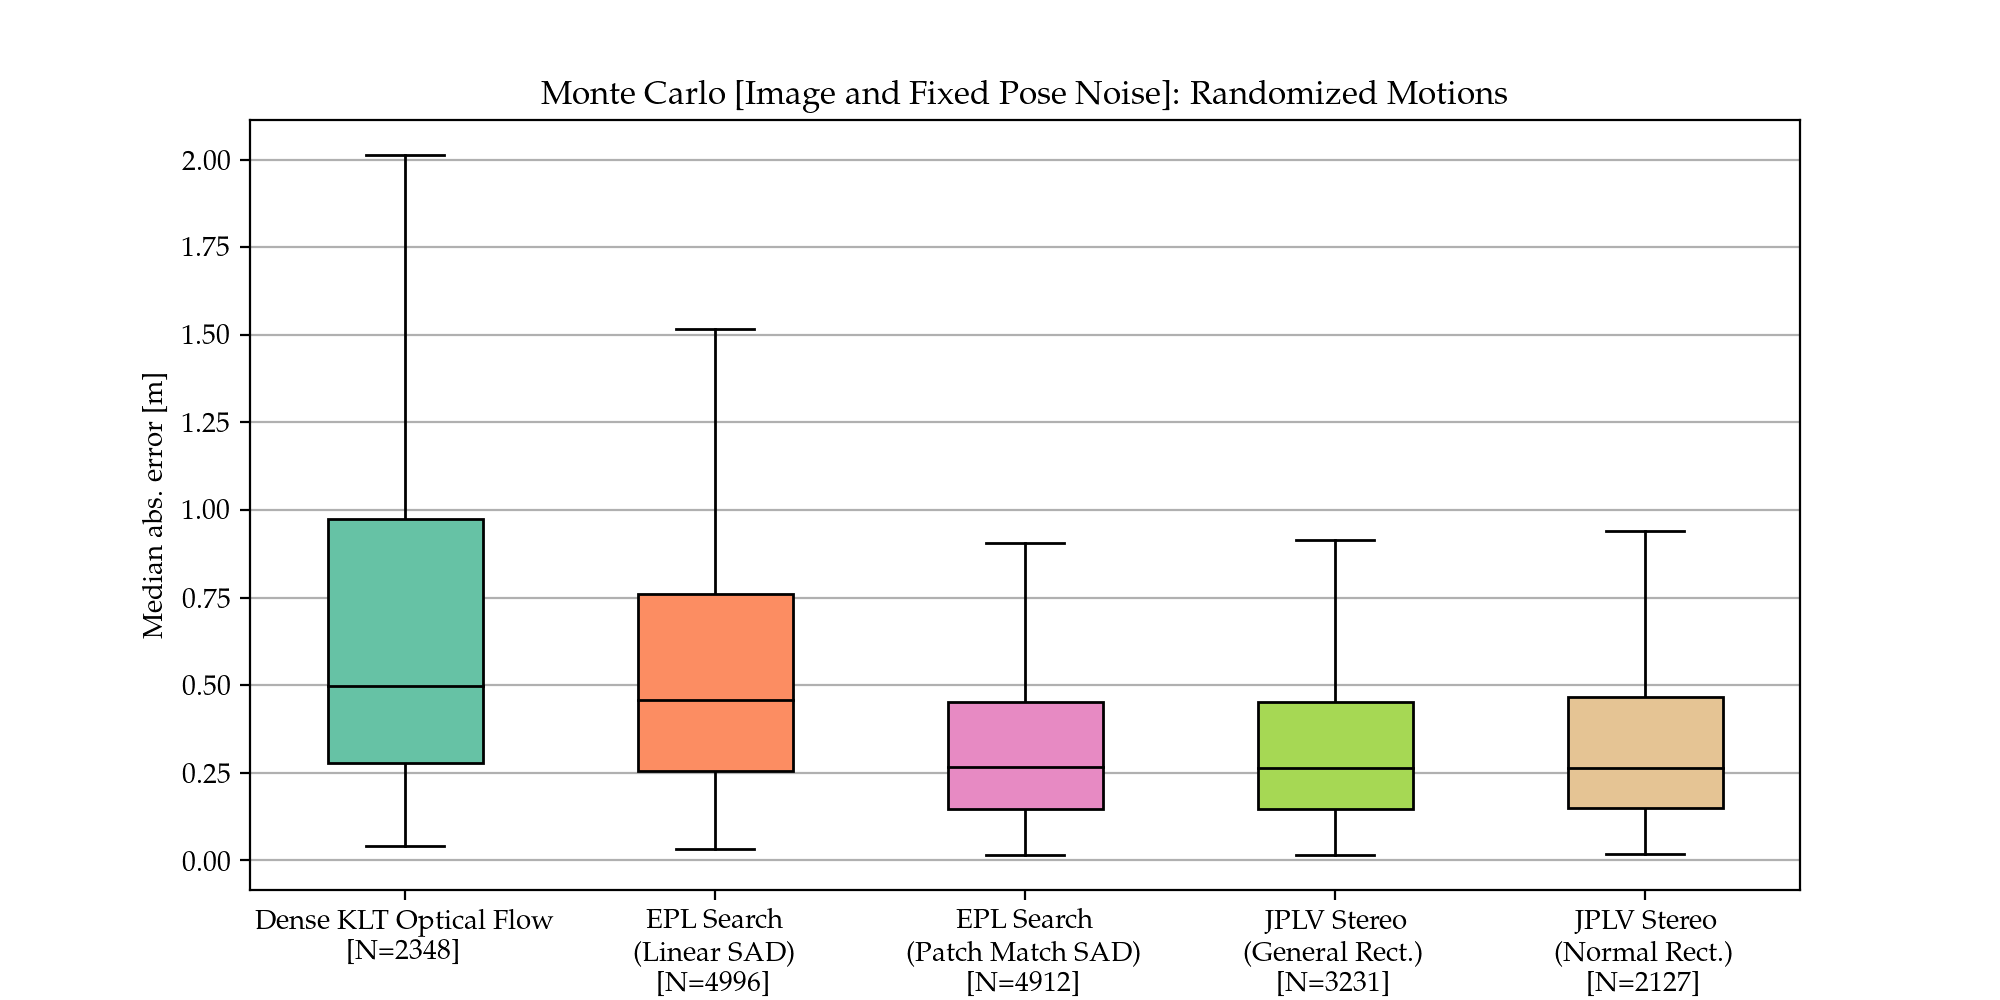 Monte Carlo [Image and Fixed Pose Noise]: Randomized Motions
Median abs. error [m]
2.00
1.75
1.50
1.25
1.00
0.75
0.50
0.25
0.00
Dense KLT Optical Flow
[N=2348]
EPL Search
(Linear SAD)
[N=4996]
EPL Search
(Patch Match SAD)
[N=4912]
JPLV Stereo
(General Rect.)
[N=3231]
JPLV Stereo
(Normal Rect.)
[N=2127]